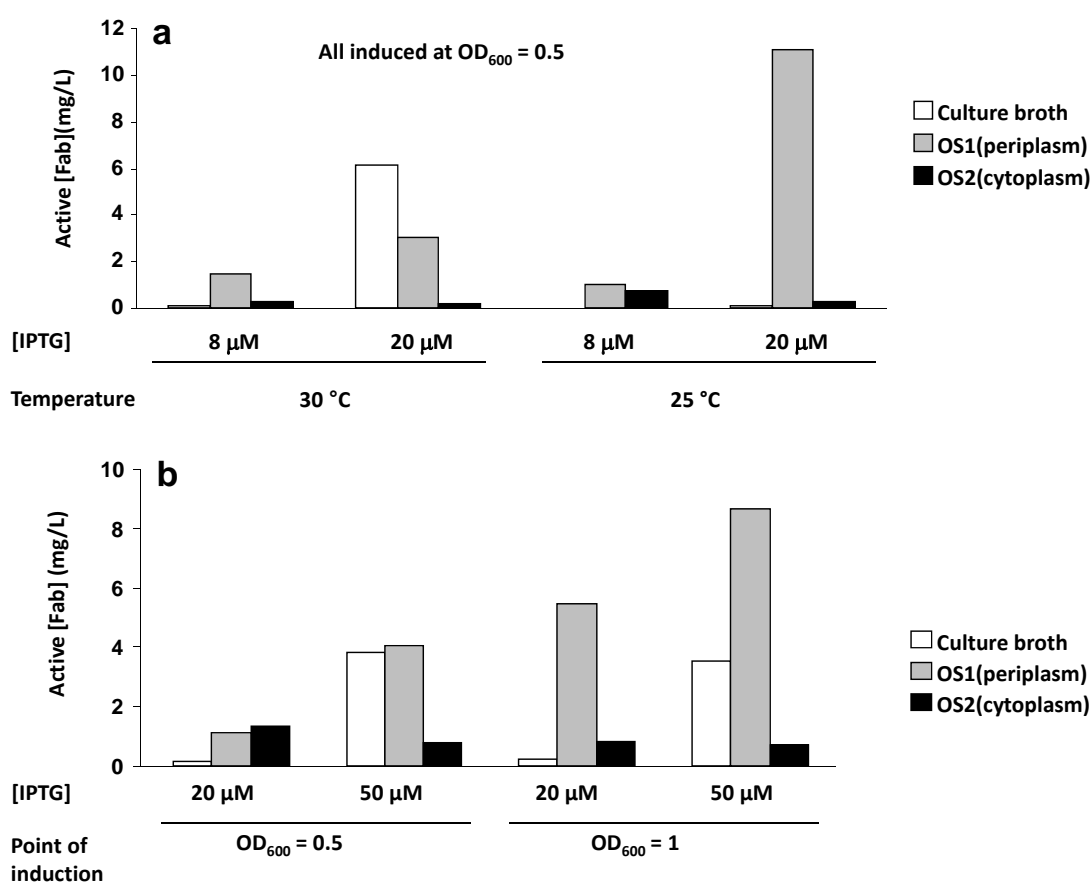 a
All induced at OD600 = 0.5
Active [Fab](mg/L)
12
10
8
6
4
2
0
Culture broth
OS1(periplasm)
OS2(cytoplasm)
[IPTG] 8 μM 20 μM 8 μM 20 μM
Temperature 30 °C 25 °C
b
Active [Fab] (mg/L)
10
8
6
4
2
0
Culture broth
OS1(periplasm)
OS2(cytoplasm)
[IPTG] 20 μM 50 μM 20 μM 50 μM
Point of induction OD600 = 0.5 OD600 = 1